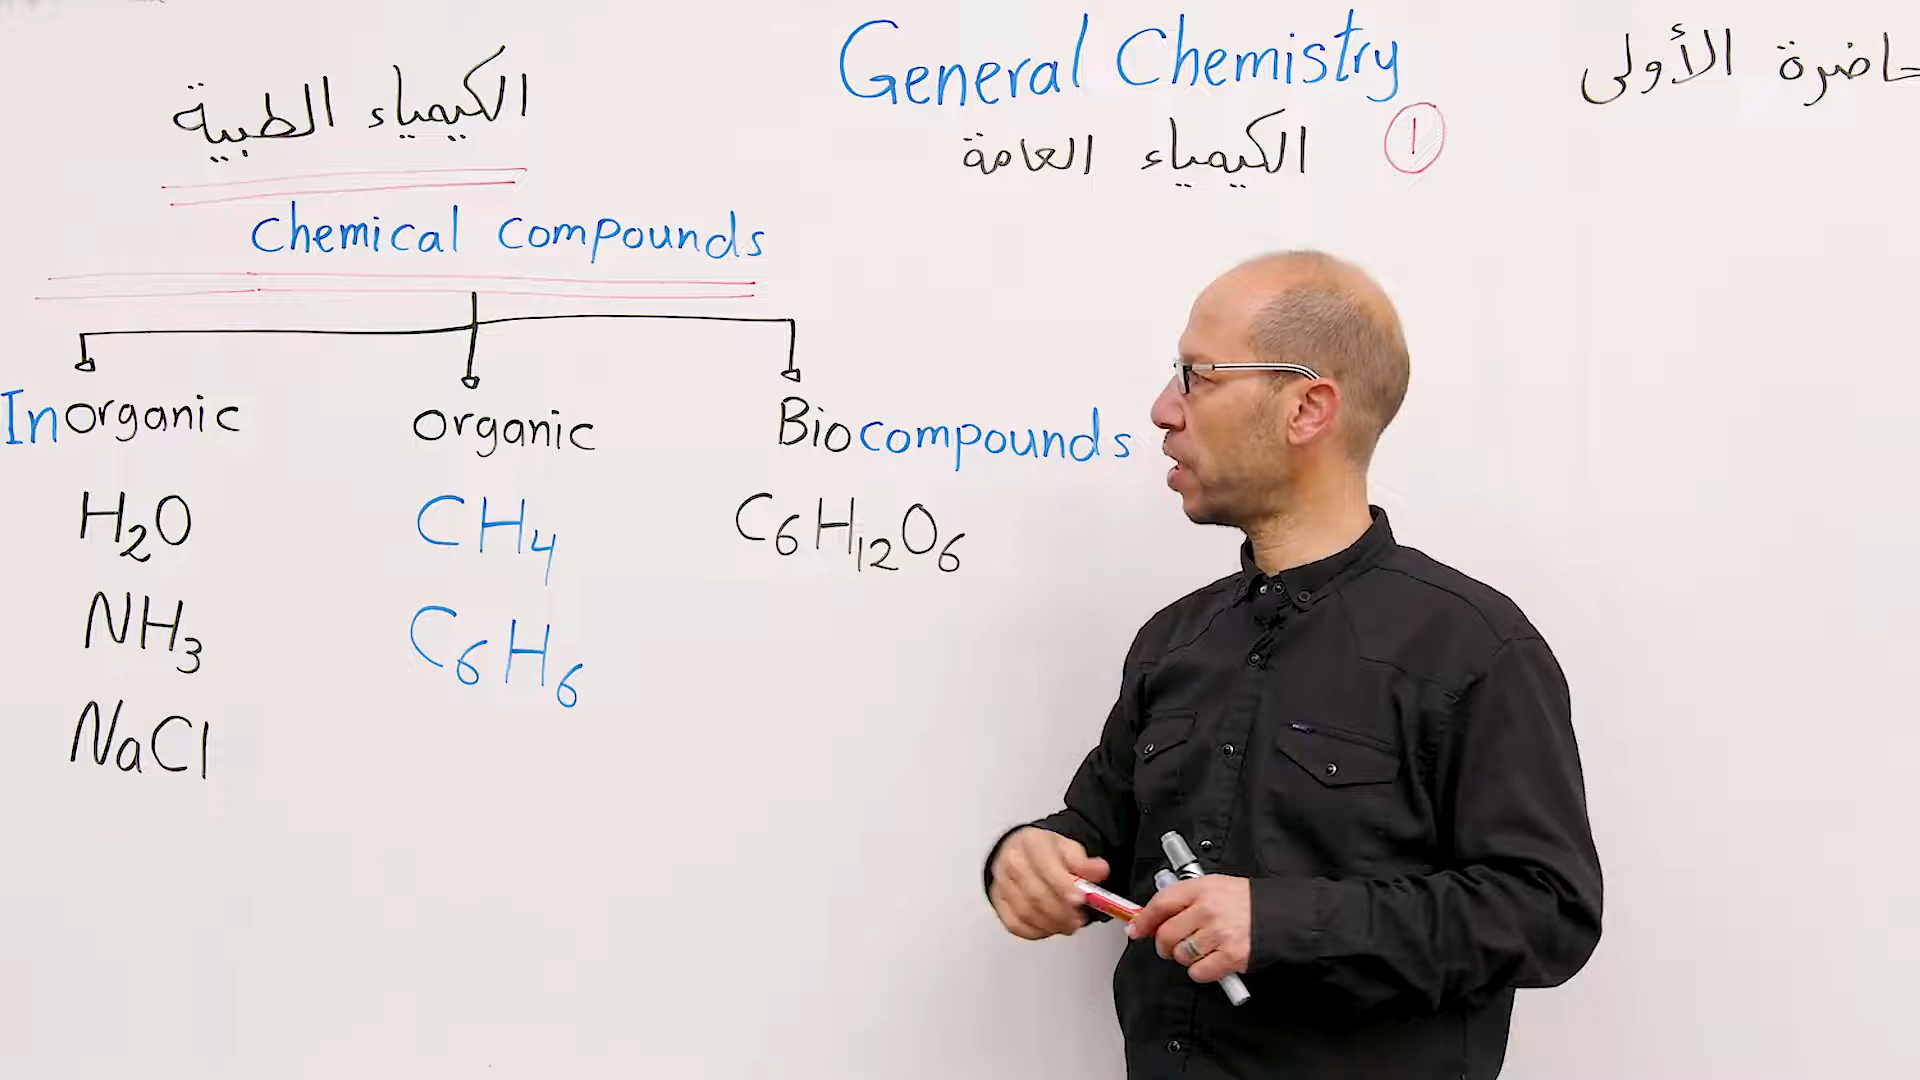 General Chemistry
الكيمياء العامة
1
حاضرة الأولى
الكيمياء الطبية
Chemical compounds
Inorganic
H₂O
NH₃
NaCl
organic
CH₄
C₆H₆
Biocompounds
C₆H₁₂O₆